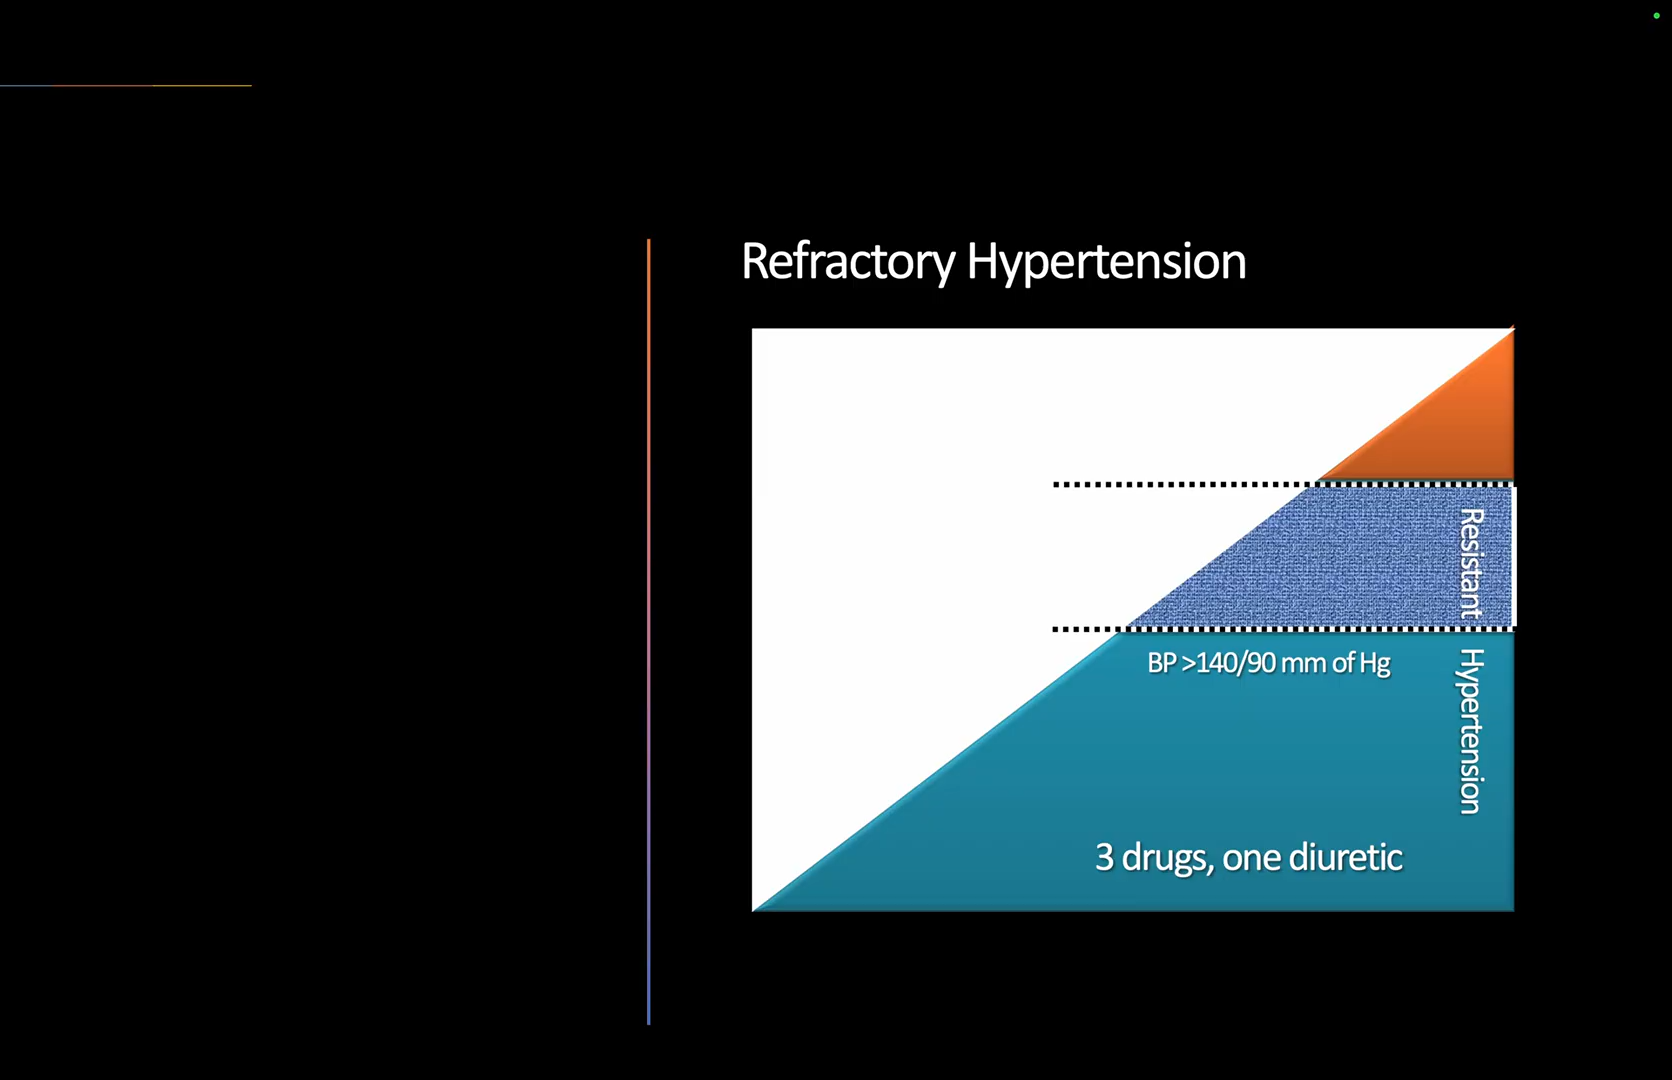 Refractory Hypertension
Resistant
BP >140/90 mm of Hg
Hypertension
3 drugs, one diuretic